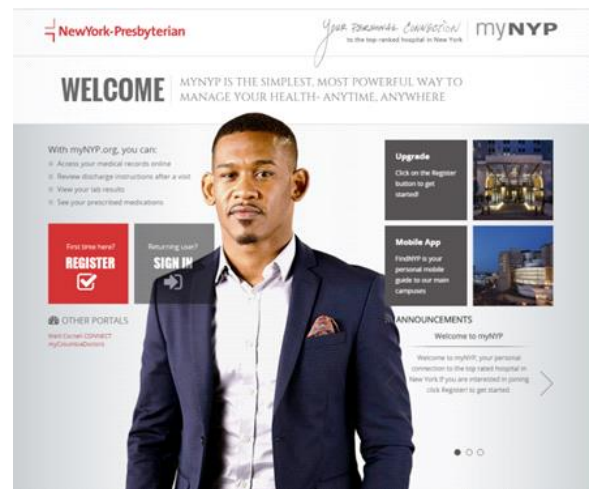 NewYork-Presbyterian
Your Personal Connection
to the top ranked hospital in New York
myNYP
WELCOME
MYNYP IS THE SIMPLEST, MOST POWERFUL WAY TO
MANAGE YOUR HEALTH- ANYTIME, ANYWHERE
With myNYP.org, you can:
Access your medical records online
Review discharge instructions after a visit
View your lab results
See your prescribed medications
First time here?
REGISTER
Returning user?
SIGN IN
OTHER PORTALS
CONNECT
myColumbiaDoctors
Upgrade
Click on the Register
button to get
started!
Mobile App
FindNYP is your
personal mobile
guide to our main
campuses
ANNOUNCEMENTS
Welcome to myNYP
Welcome to myNYP, your personal
connection to the top rated hospital in
New York.If you are interested in joining
click Register! to get started.